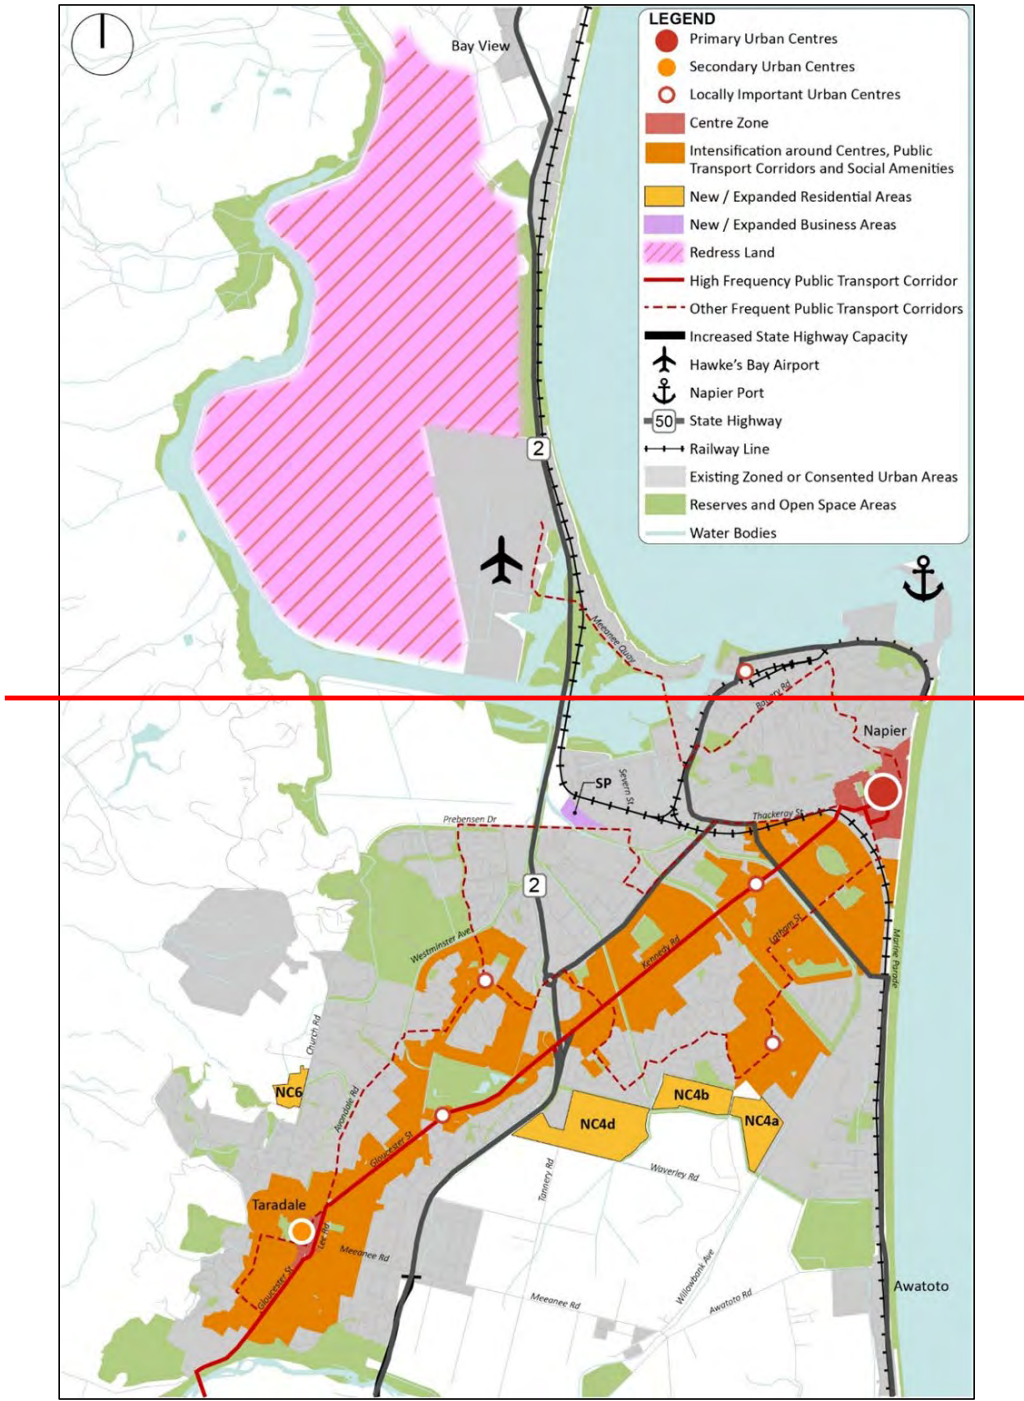 Bay View
LEGEND
Primary Urban Centres
Secondary Urban Centres
Locally Important Urban Centres
Centre Zone
Intensification around Centres, Public
Transport Corridors and Social Amenities
New / Expanded Residential Areas
New / Expanded Business Areas
Redress Land
High Frequency Public Transport Corridor
Other Frequent Public Transport Corridors
Increased State Highway Capacity
Hawke's Bay Airport
Napier Port
50 State Highway
Railway Line
Existing Zoned or Consented Urban Areas
Reserves and Open Space Areas
Water Bodies
2
Meeanee Quay
Battery Rd
Napier
SP
Severn St
Thackeray St
Prebensen Dr
2
Westminster Ave
Latham St
Kennedy Rd
Marine Parade
Church Rd
NC6
Avondale Rd
NC4b
NC4a
NC4d
Gloucester St
Waverley Rd
Tannery Rd
Taradale
Lee Rd
Meeanee Rd
Gloucester St
Willowbank Ave
Awatoto
Meeanee Rd
Awatoto Rd